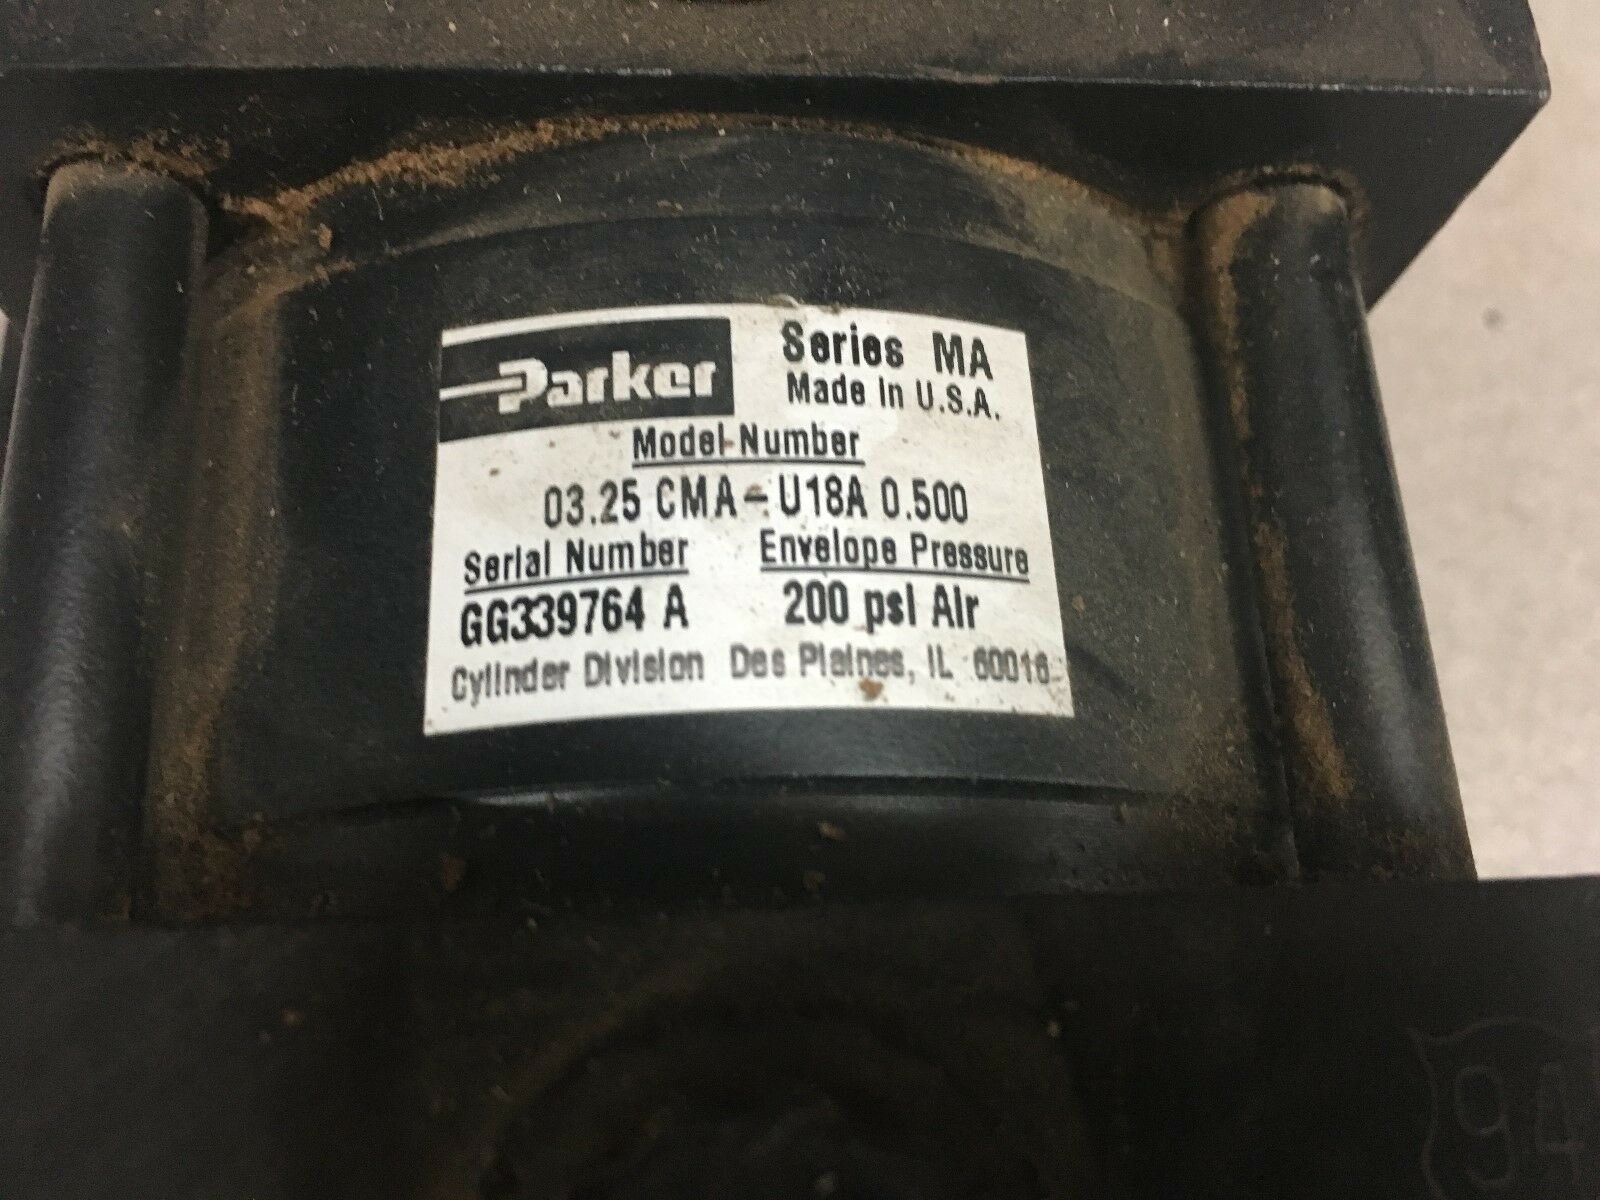 Parker
Series MA
Made In U.S.A.
Model Number
03.25 CMA - U18A 0.500
Serial Number Envelope Pressure
GG339764 A 200 psi Air
Cylinder Division Des Plaines, IL 60016
94